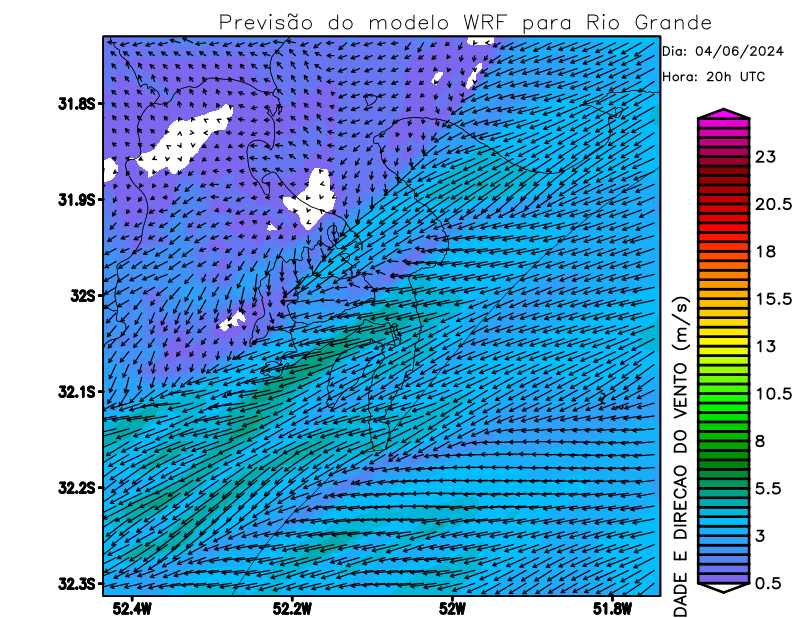 Previsão do modelo WRF para Rio Grande
Dia: 04/06/2024
Hora: 20h UTC
31.8S
31.9S
32S
32.1S
32.2S
32.3S
52.4W
52.2W
52W
51.8W
23
20.5
18
15.5
13
10.5
8
5.5
3
0.5
DADE E DIRECAO DO VENTO (m/s)